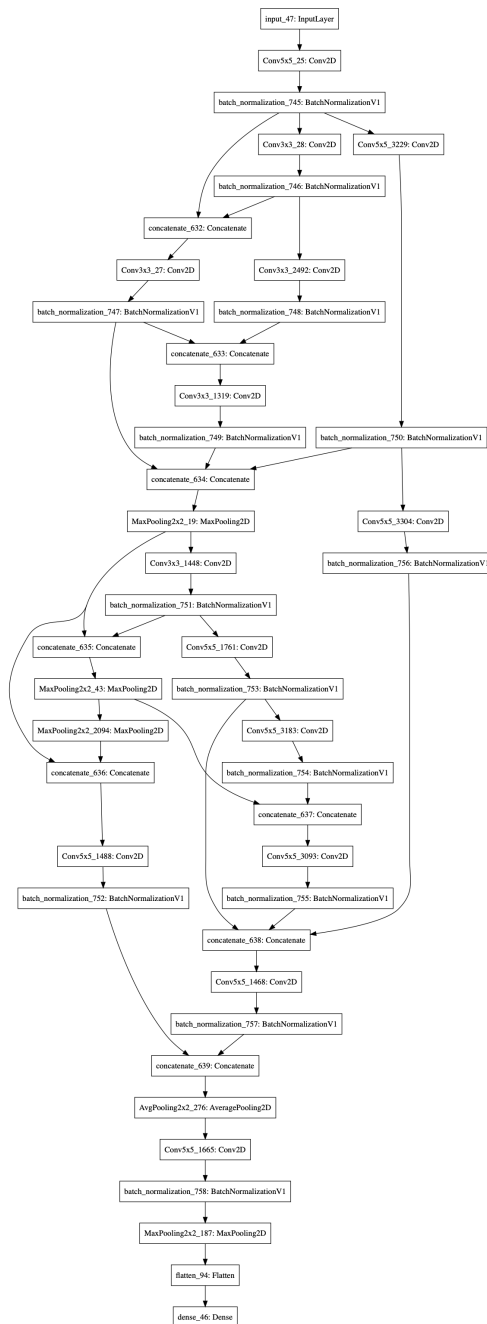 input_47: InputLayer
Conv5x5_25: Conv2D
batch_normalization_745: BatchNormalizationV1
Conv3x3_28: Conv2D
Conv5x5_3229: Conv2D
batch_normalization_746: BatchNormalizationV1
concatenate_632: Concatenate
Conv3x3_27: Conv2D
Conv3x3_2492: Conv2D
batch_normalization_747: BatchNormalizationV1
batch_normalization_748: BatchNormalizationV1
concatenate_633: Concatenate
Conv3x3_1319: Conv2D
batch_normalization_749: BatchNormalizationV1
batch_normalization_750: BatchNormalizationV1
concatenate_634: Concatenate
MaxPooling2x2_19: MaxPooling2D
Conv5x5_3304: Conv2D
Conv3x3_1448: Conv2D
batch_normalization_756: BatchNormalizationV1
batch_normalization_751: BatchNormalizationV1
concatenate_635: Concatenate
Conv5x5_1761: Conv2D
MaxPooling2x2_43: MaxPooling2D
batch_normalization_753: BatchNormalizationV1
MaxPooling2x2_2094: MaxPooling2D
Conv5x5_3183: Conv2D
concatenate_636: Concatenate
batch_normalization_754: BatchNormalizationV1
concatenate_637: Concatenate
Conv5x5_1488: Conv2D
Conv5x5_3093: Conv2D
batch_normalization_752: BatchNormalizationV1
batch_normalization_755: BatchNormalizationV1
concatenate_638: Concatenate
Conv5x5_1468: Conv2D
batch_normalization_757: BatchNormalizationV1
concatenate_639: Concatenate
AvgPooling2x2_276: AveragePooling2D
Conv5x5_1665: Conv2D
batch_normalization_758: BatchNormalizationV1
MaxPooling2x2_187: MaxPooling2D
flatten_94: Flatten
dense_46: Dense